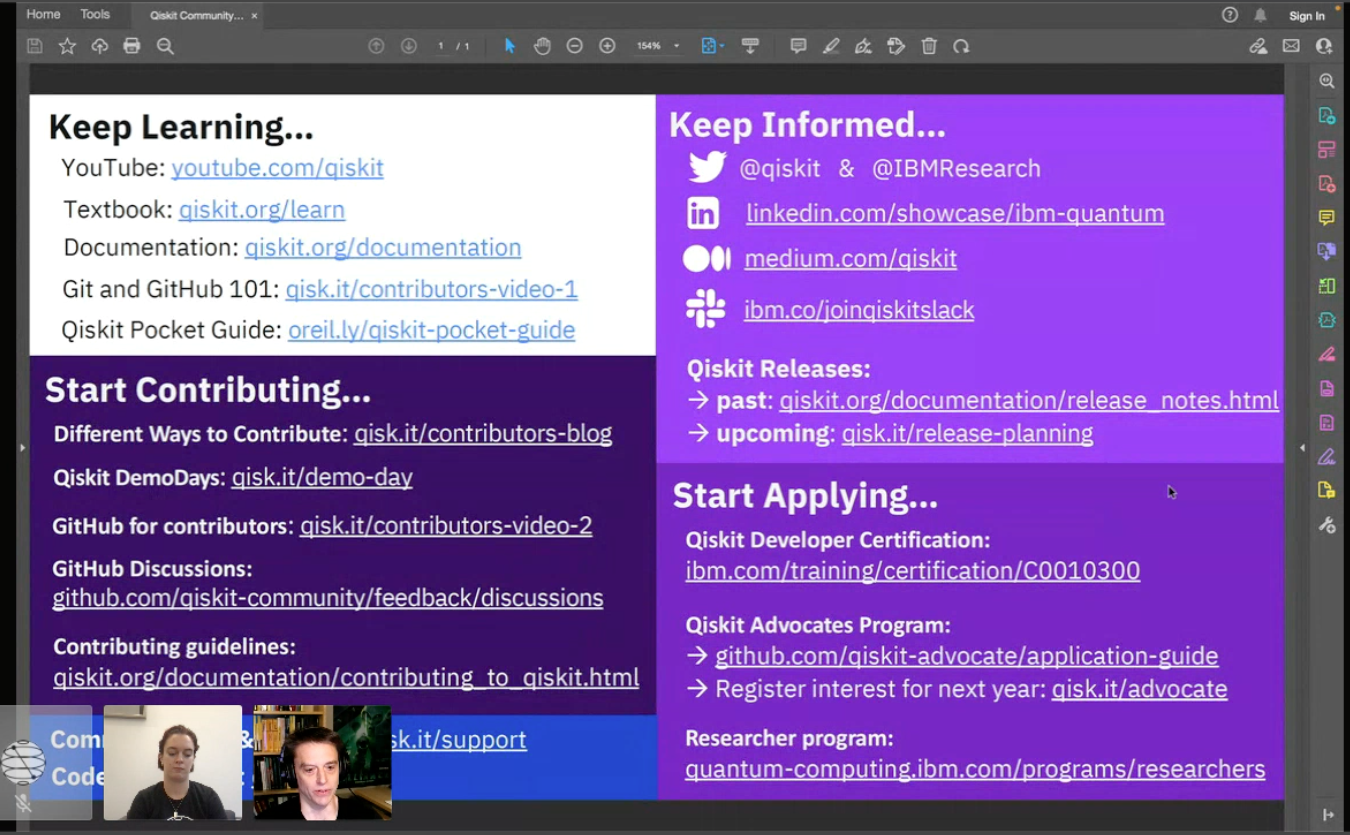 Home Tools Qiskit Community... × Sign In
1 / 1 154%
Keep Learning...
YouTube: youtube.com/qiskit
Textbook: qiskit.org/learn
Documentation: qiskit.org/documentation
Git and GitHub 101: qisk.it/contributors-video-1
Qiskit Pocket Guide: oreil.ly/qiskit-pocket-guide
Start Contributing...
Different Ways to Contribute: qisk.it/contributors-blog
Qiskit DemoDays: qisk.it/demo-day
GitHub for contributors: qisk.it/contributors-video-2
GitHub Discussions:
github.com/qiskit-community/feedback/discussions
Contributing guidelines:
qiskit.org/documentation/contributing_to_qiskit.html
& sk.it/support
Code
Keep Informed...
@qiskit & @IBMResearch
in linkedin.com/showcase/ibm-quantum
medium.com/qiskit
ibm.co/joinqiskitslack
Qiskit Releases:
→ past: qiskit.org/documentation/release_notes.html
→ upcoming: qisk.it/release-planning
Start Applying...
Qiskit Developer Certification:
ibm.com/training/certification/C0010300
Qiskit Advocates Program:
→ github.com/qiskit-advocate/application-guide
→ Register interest for next year: qisk.it/advocate
Researcher program:
quantum-computing.ibm.com/programs/researchers